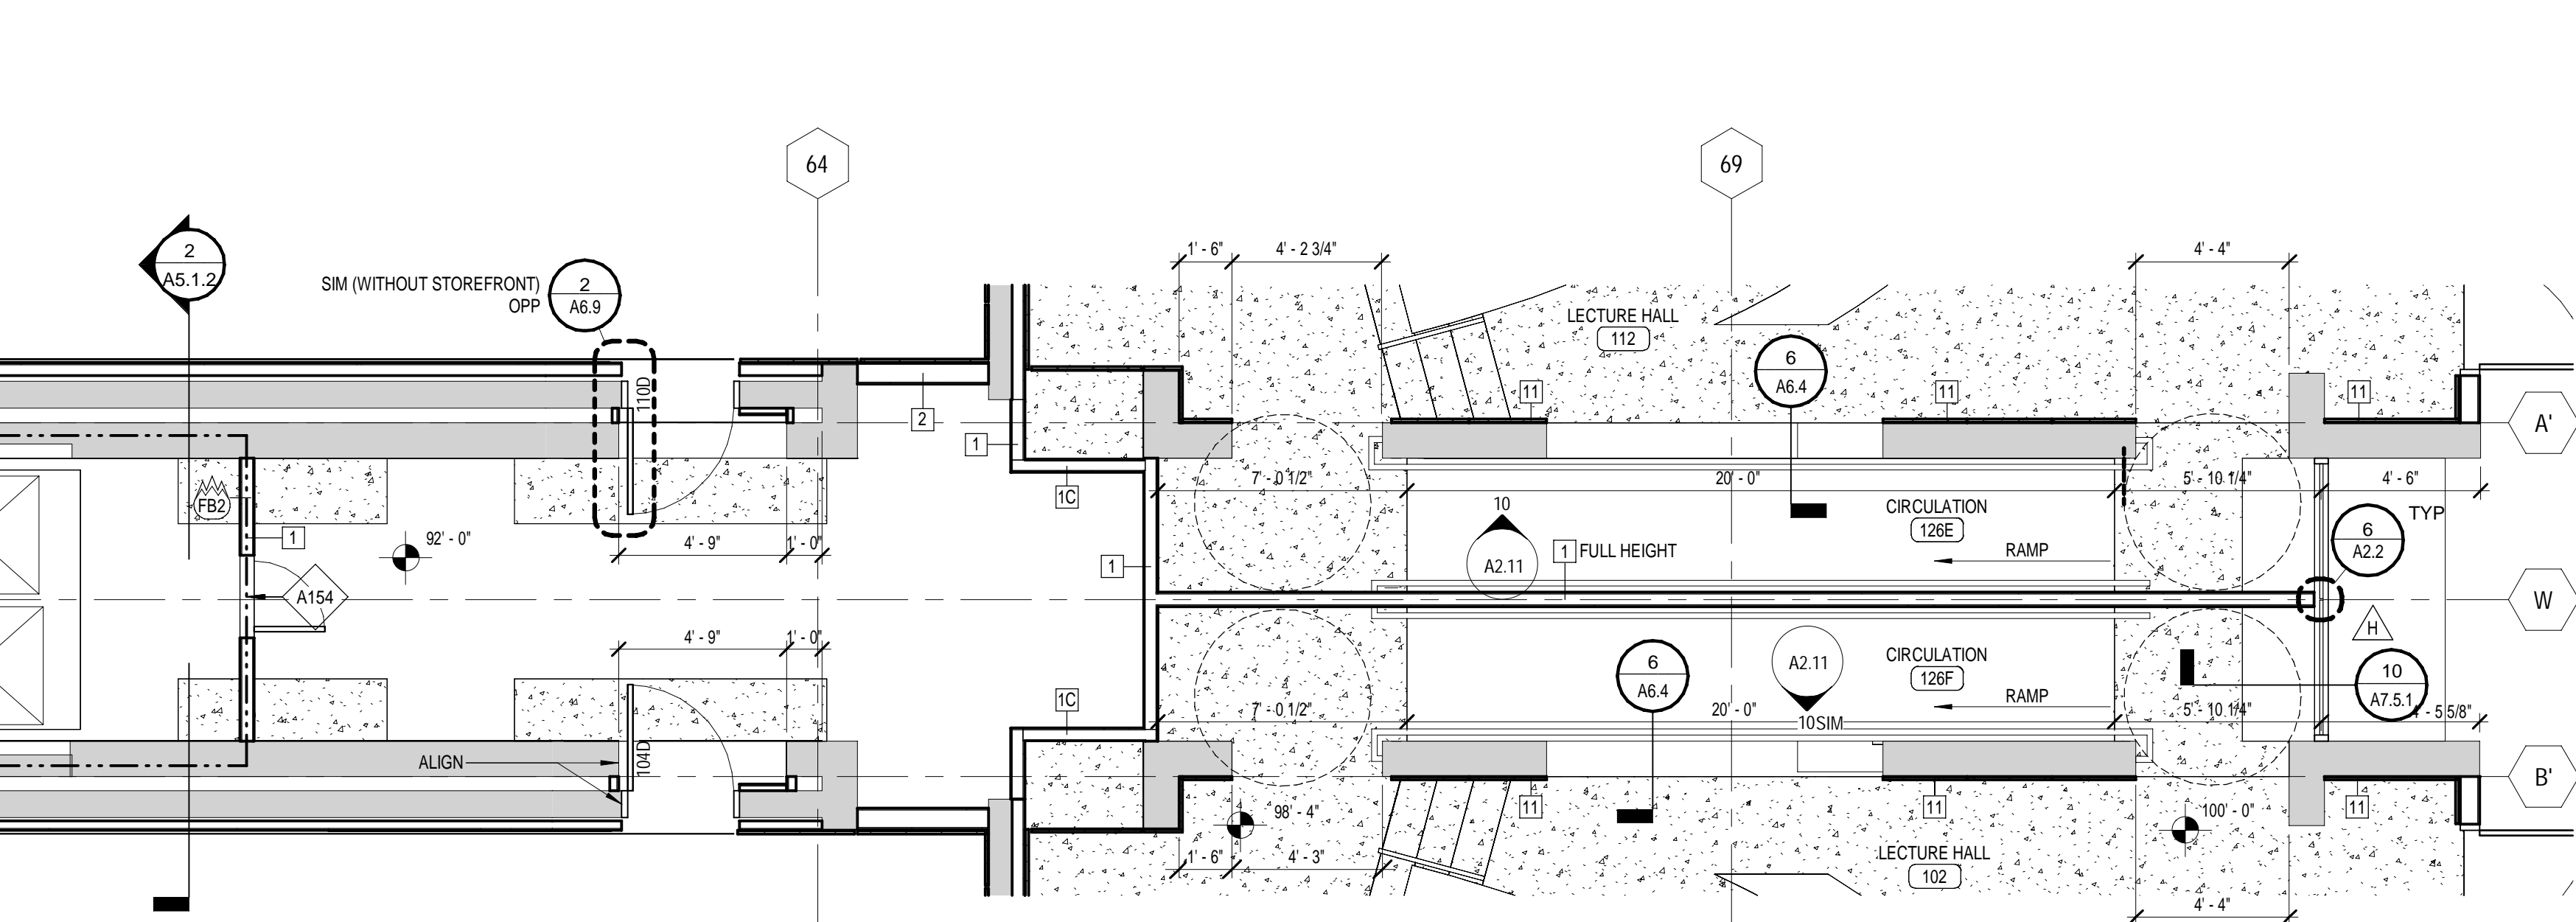 64
69
2
A5.1.2
SIM (WITHOUT STOREFRONT)
OPP
2
A6.9
1' - 6"
4' - 2 3/4"
4' - 4"
LECTURE HALL
112
6
A6.4
110D
2
11
11
11
A'
1
1C
FB2
1
92' - 0"
4' - 9"
1' - 0"
7' - 0 1/2"
20' - 0"
5' - 10 1/4"
4' - 6"
10
A2.11
1
FULL HEIGHT
CIRCULATION
126E
RAMP
TYP
6
A2.2
1
A154
W
H
4' - 9"
1' - 0"
6
A6.4
A2.11
10 SIM
CIRCULATION
126F
RAMP
10
A7.5.1
1C
7' - 0 1/2"
20' - 0"
5' - 10 1/4"
4' - 5 5/8"
ALIGN
104D
B'
98' - 4"
11
11
11
100' - 0"
1' - 6"
4' - 3"
LECTURE HALL
102
4' - 4"